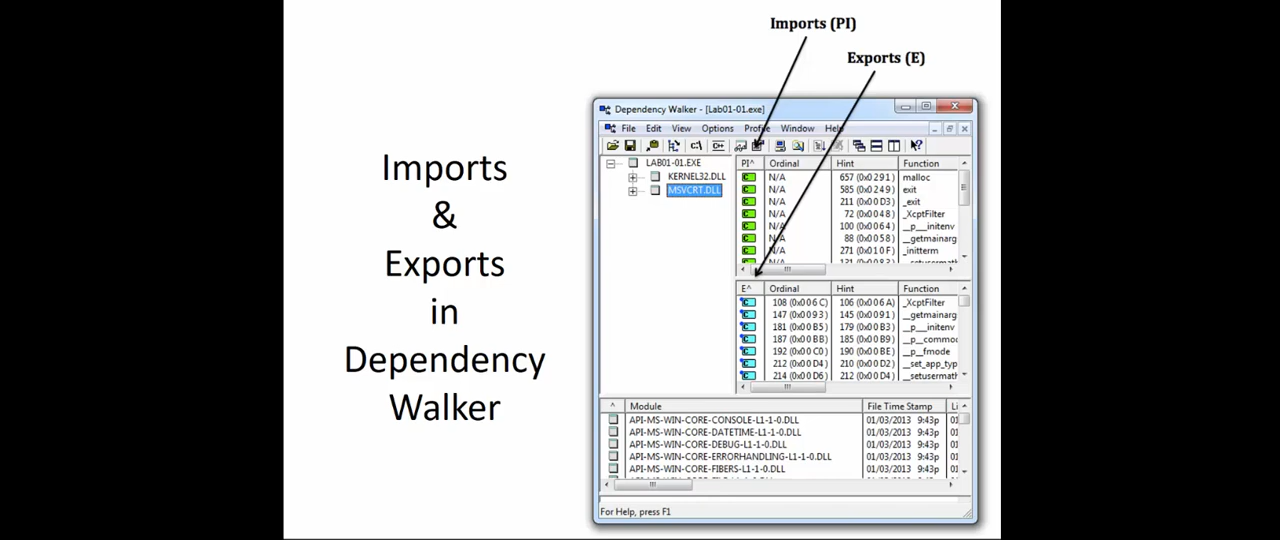 Imports (PI)
Exports (E)
Imports
&
Exports
in
Dependency
Walker
Dependency Walker - [Lab01-01.exe]
File Edit View Options Profile Window Help
LAB01-01.EXE
KERNEL32.DLL
MSVCRT.DLL
PI^ Ordinal Hint Function
N/A 657 (0x0291) malloc
N/A 585 (0x0249) exit
N/A 211 (0x00D3) _exit
N/A 72 (0x0048) _XcptFilter
N/A 100 (0x0064) __p___initenv
N/A 88 (0x0058) __getmainarg
N/A 271 (0x010F) _initterm
E^ Ordinal Hint Function
108 (0x006C) 106 (0x006A) _XcptFilter
147 (0x0093) 145 (0x0091) __getmainarg
181 (0x00B5) 179 (0x00B3) __p___initenv
187 (0x00BB) 185 (0x00B9) __p__commo
192 (0x00C0) 190 (0x00BE) __p__fmode
212 (0x00D4) 210 (0x00D2) __set_app_typ
214 (0x00D6) 212 (0x00D4) __setusermath
^ Module File Time Stamp Li
API-MS-WIN-CORE-CONSOLE-L1-1-0.DLL 01/03/2013 9:43p 01
API-MS-WIN-CORE-DATETIME-L1-1-0.DLL 01/03/2013 9:43p 01
API-MS-WIN-CORE-DEBUG-L1-1-0.DLL 01/03/2013 9:43p 01
API-MS-WIN-CORE-ERRORHANDLING-L1-1-0.DLL 01/03/2013 9:43p 01
API-MS-WIN-CORE-FIBERS-L1-1-0.DLL 01/03/2013 9:43p 01
For Help, press F1